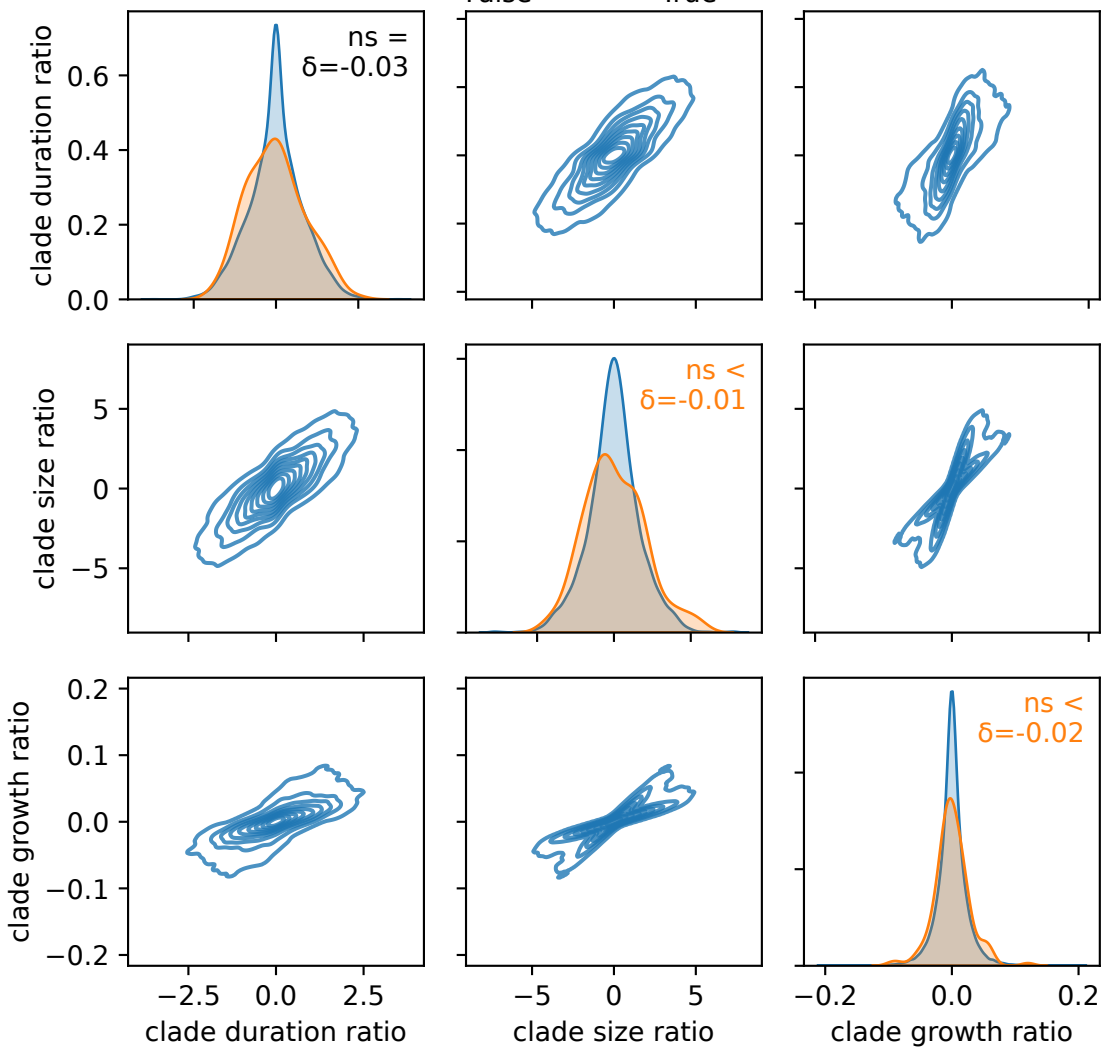 ns =
δ=-0.03
clade duration ratio
0.6
0.4
0.2
0.0
ns <
δ=-0.01
clade size ratio
5
0
−5
ns <
δ=-0.02
clade growth ratio
0.2
0.1
0.0
−0.1
−0.2
−2.5 0.0 2.5
−5 0 5
−0.2 0.0 0.2
clade duration ratio
clade size ratio
clade growth ratio